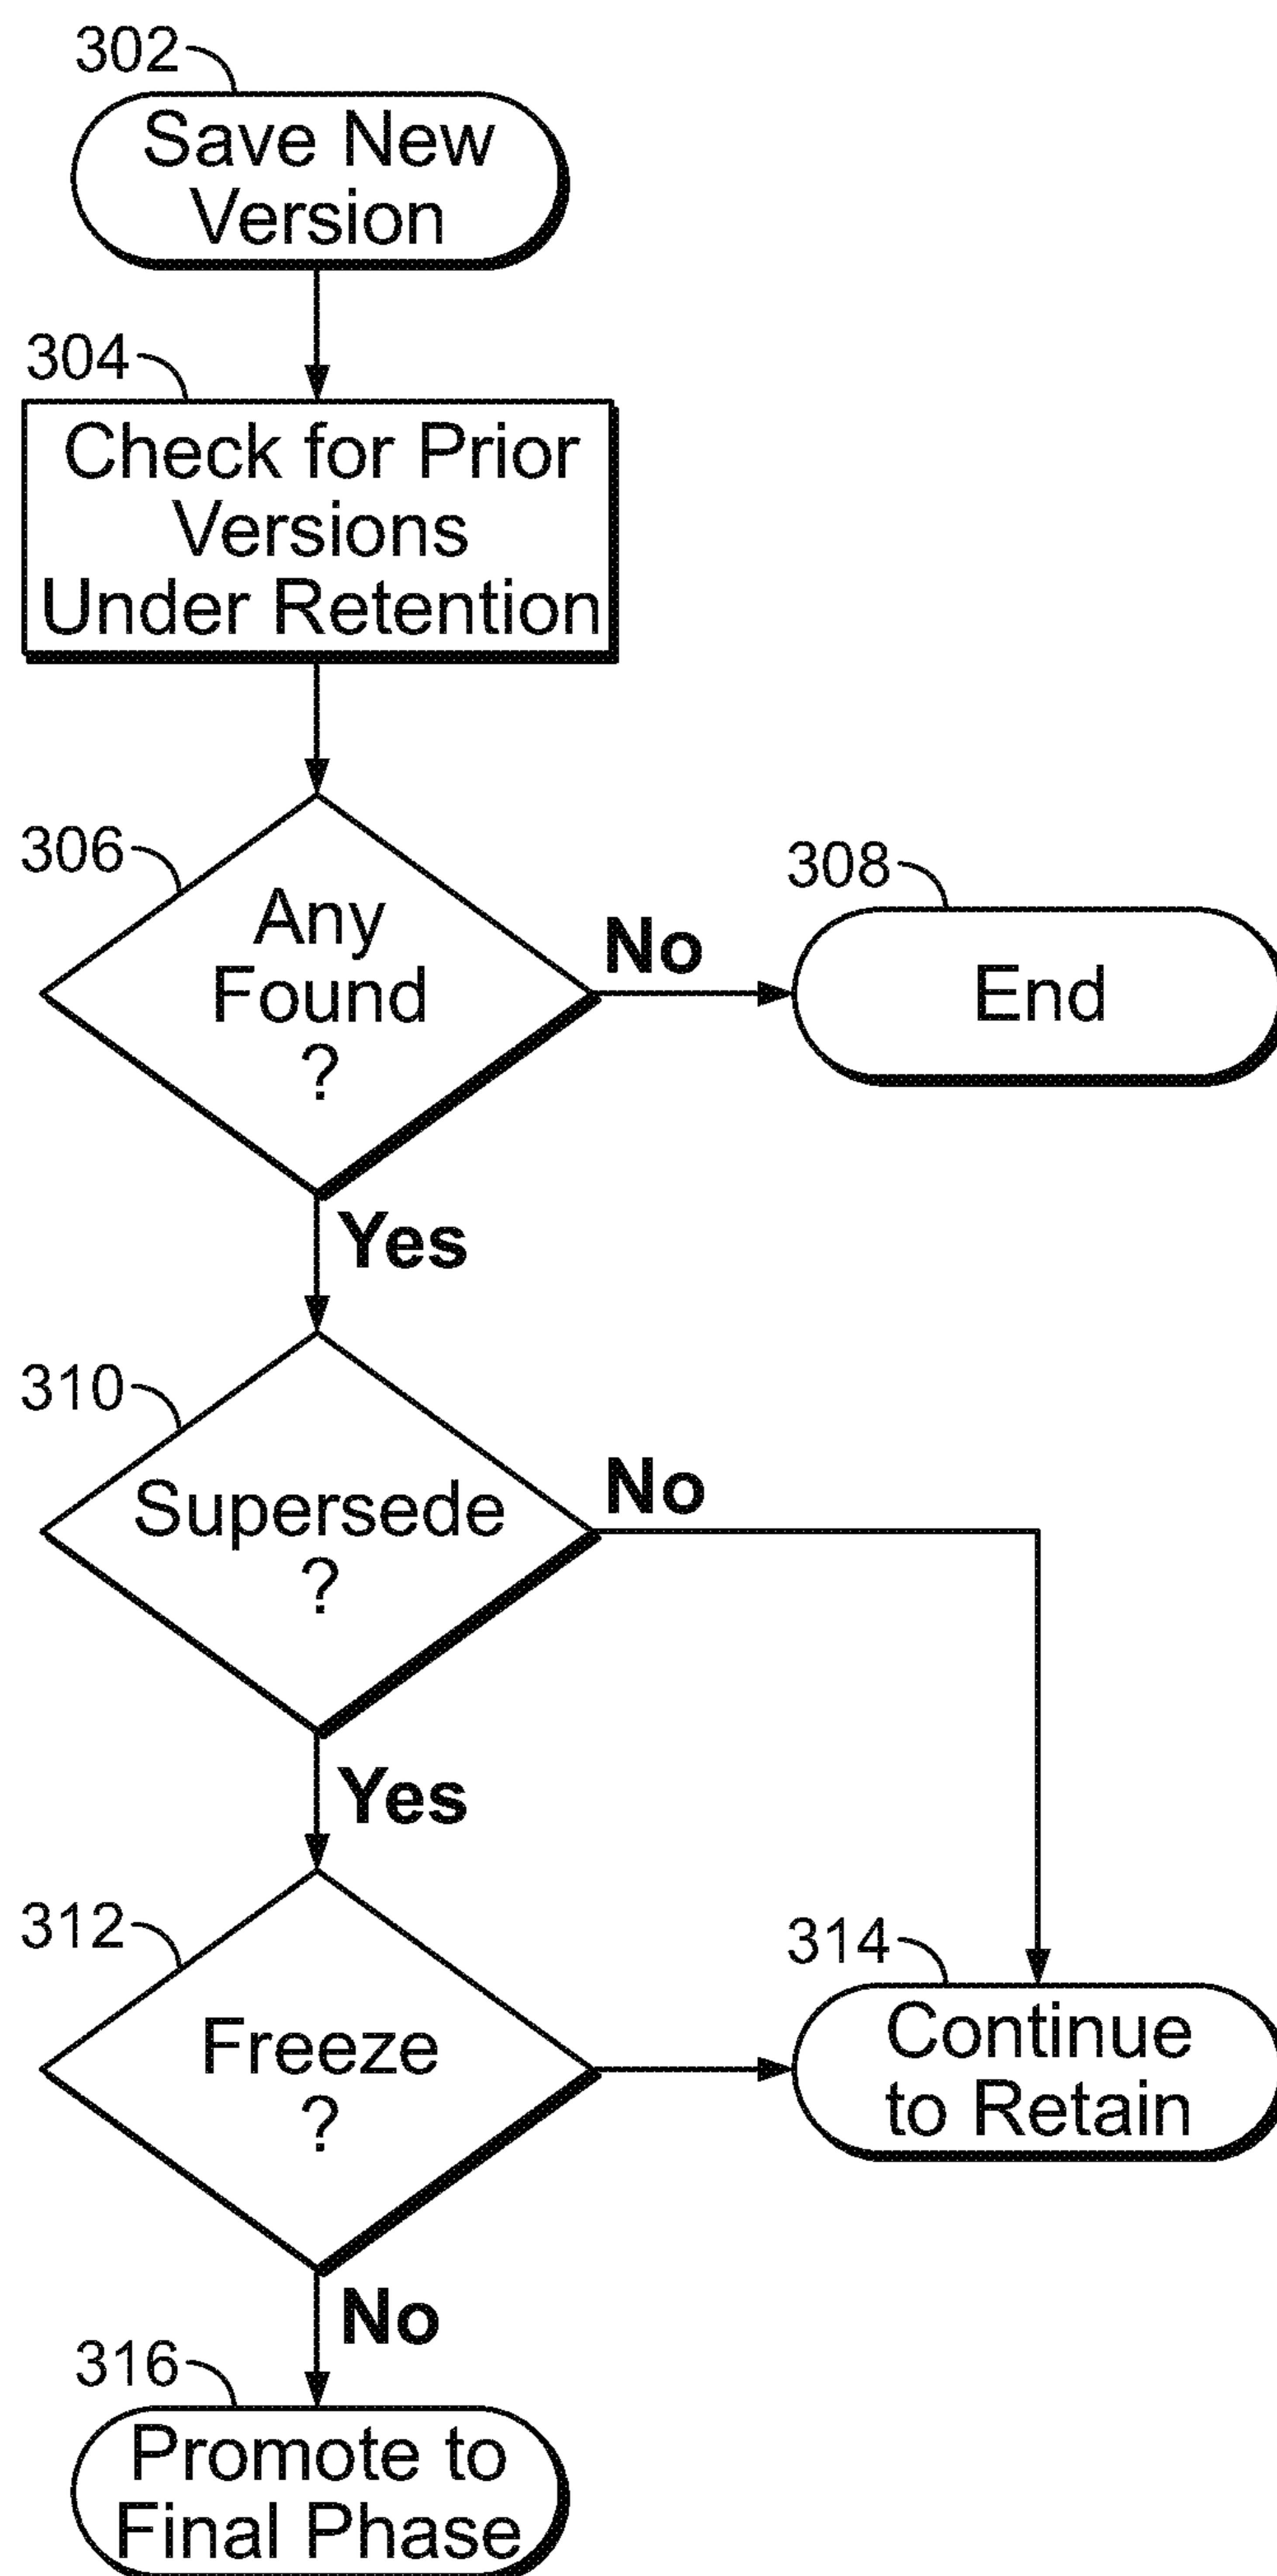 302
Save New
Version
304
Check for Prior
Versions
Under Retention
306
Any
Found
?
No
308
End
Yes
310
Supersede
?
No
Yes
312
Freeze
?
314
Continue
to Retain
No
316
Promote to
Final Phase